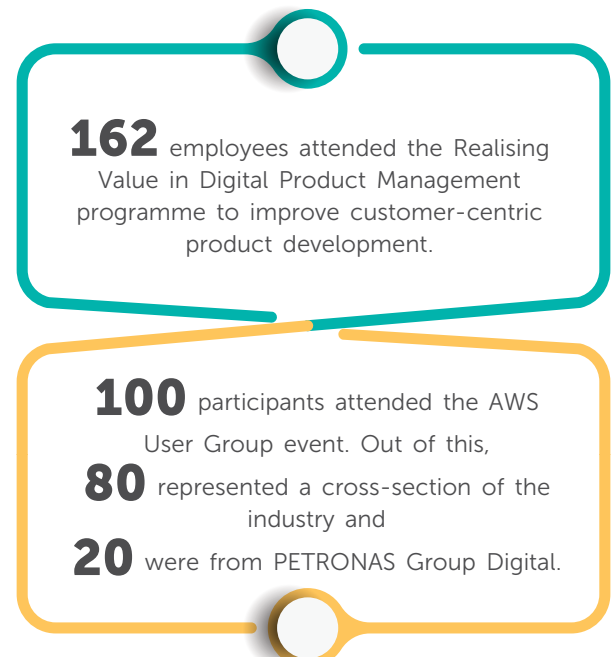 162 employees attended the Realising
Value in Digital Product Management
programme to improve customer-centric
product development.
100 participants attended the AWS
User Group event. Out of this,
80 represented a cross-section of the
industry and
20 were from PETRONAS Group Digital.